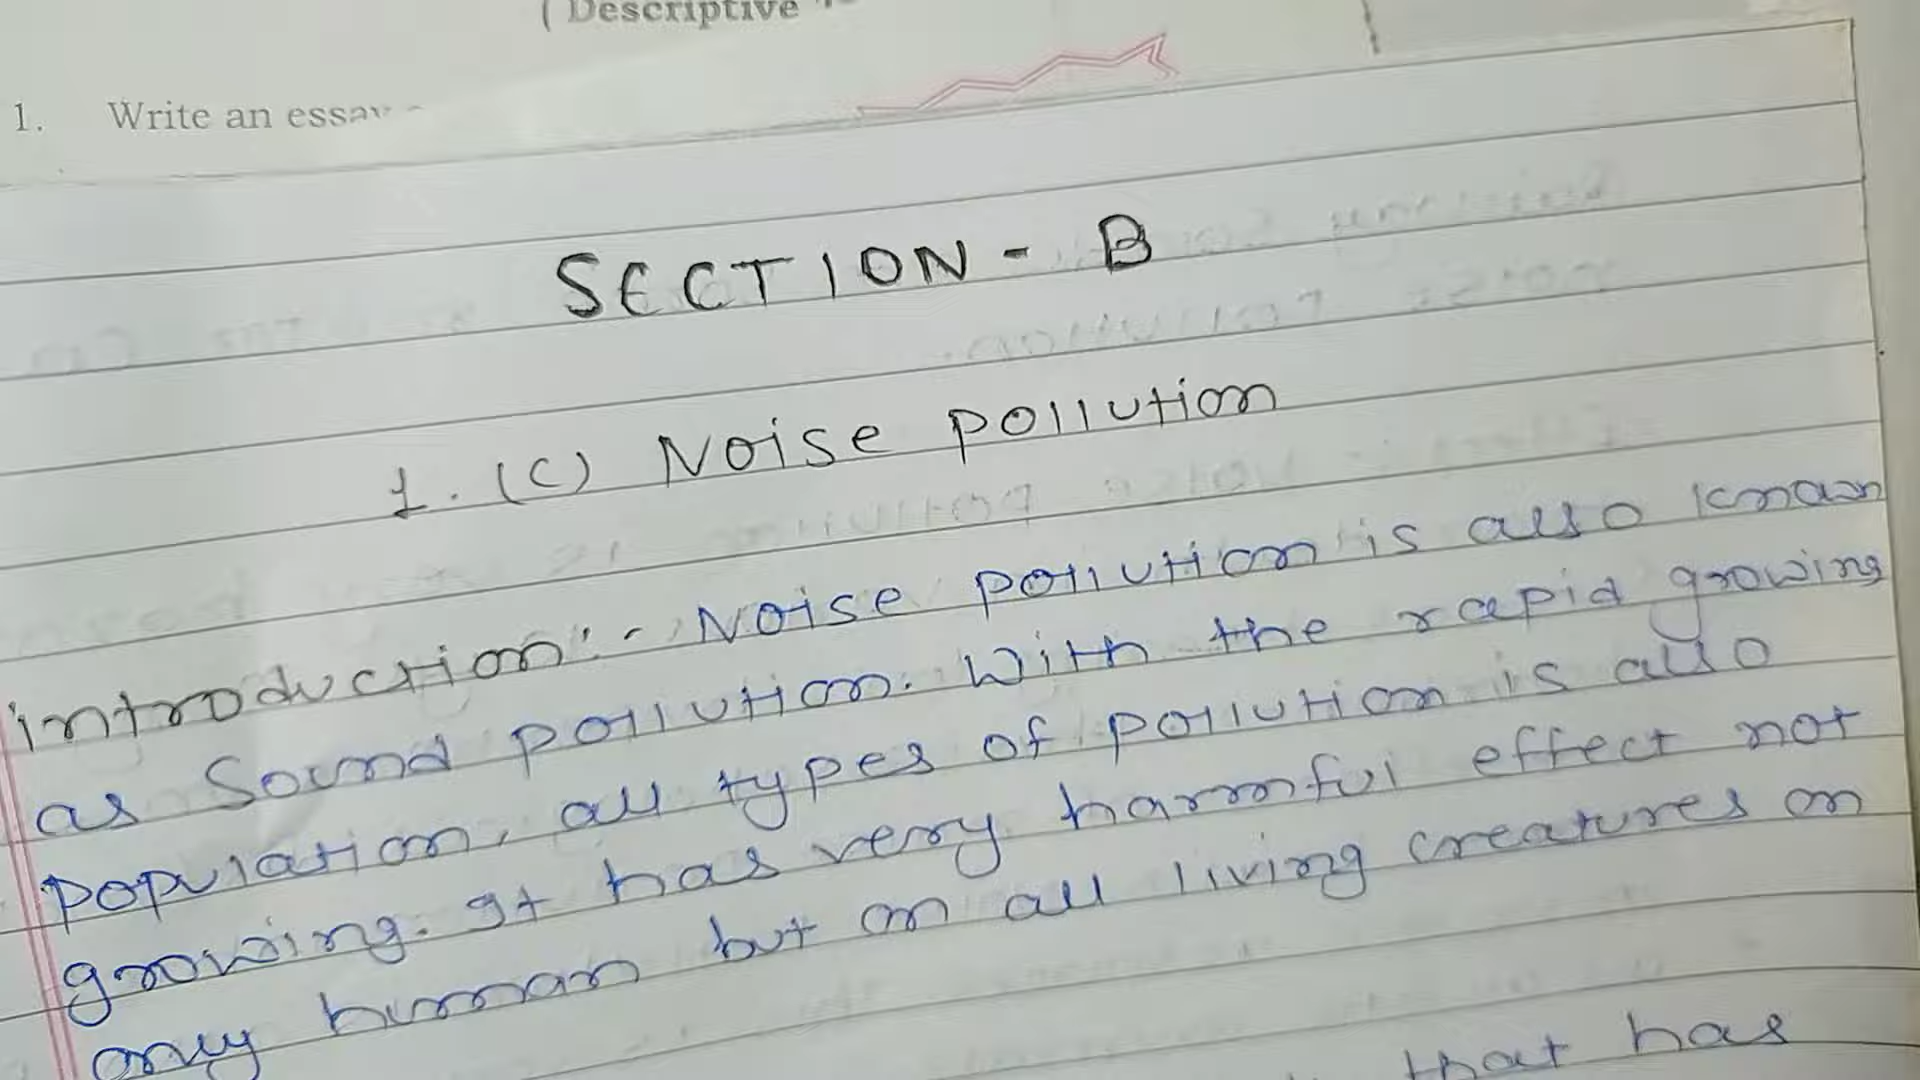 ( Descriptive
1. Write an essay
SECTION - B
1. (C) Noise pollution
introduction :- Noise pollution is also known
as Sound pollution. With the rapid growing
population, all types of pollution is also
growing. It has very harmful effect not
only human but on all living creatures on
that has